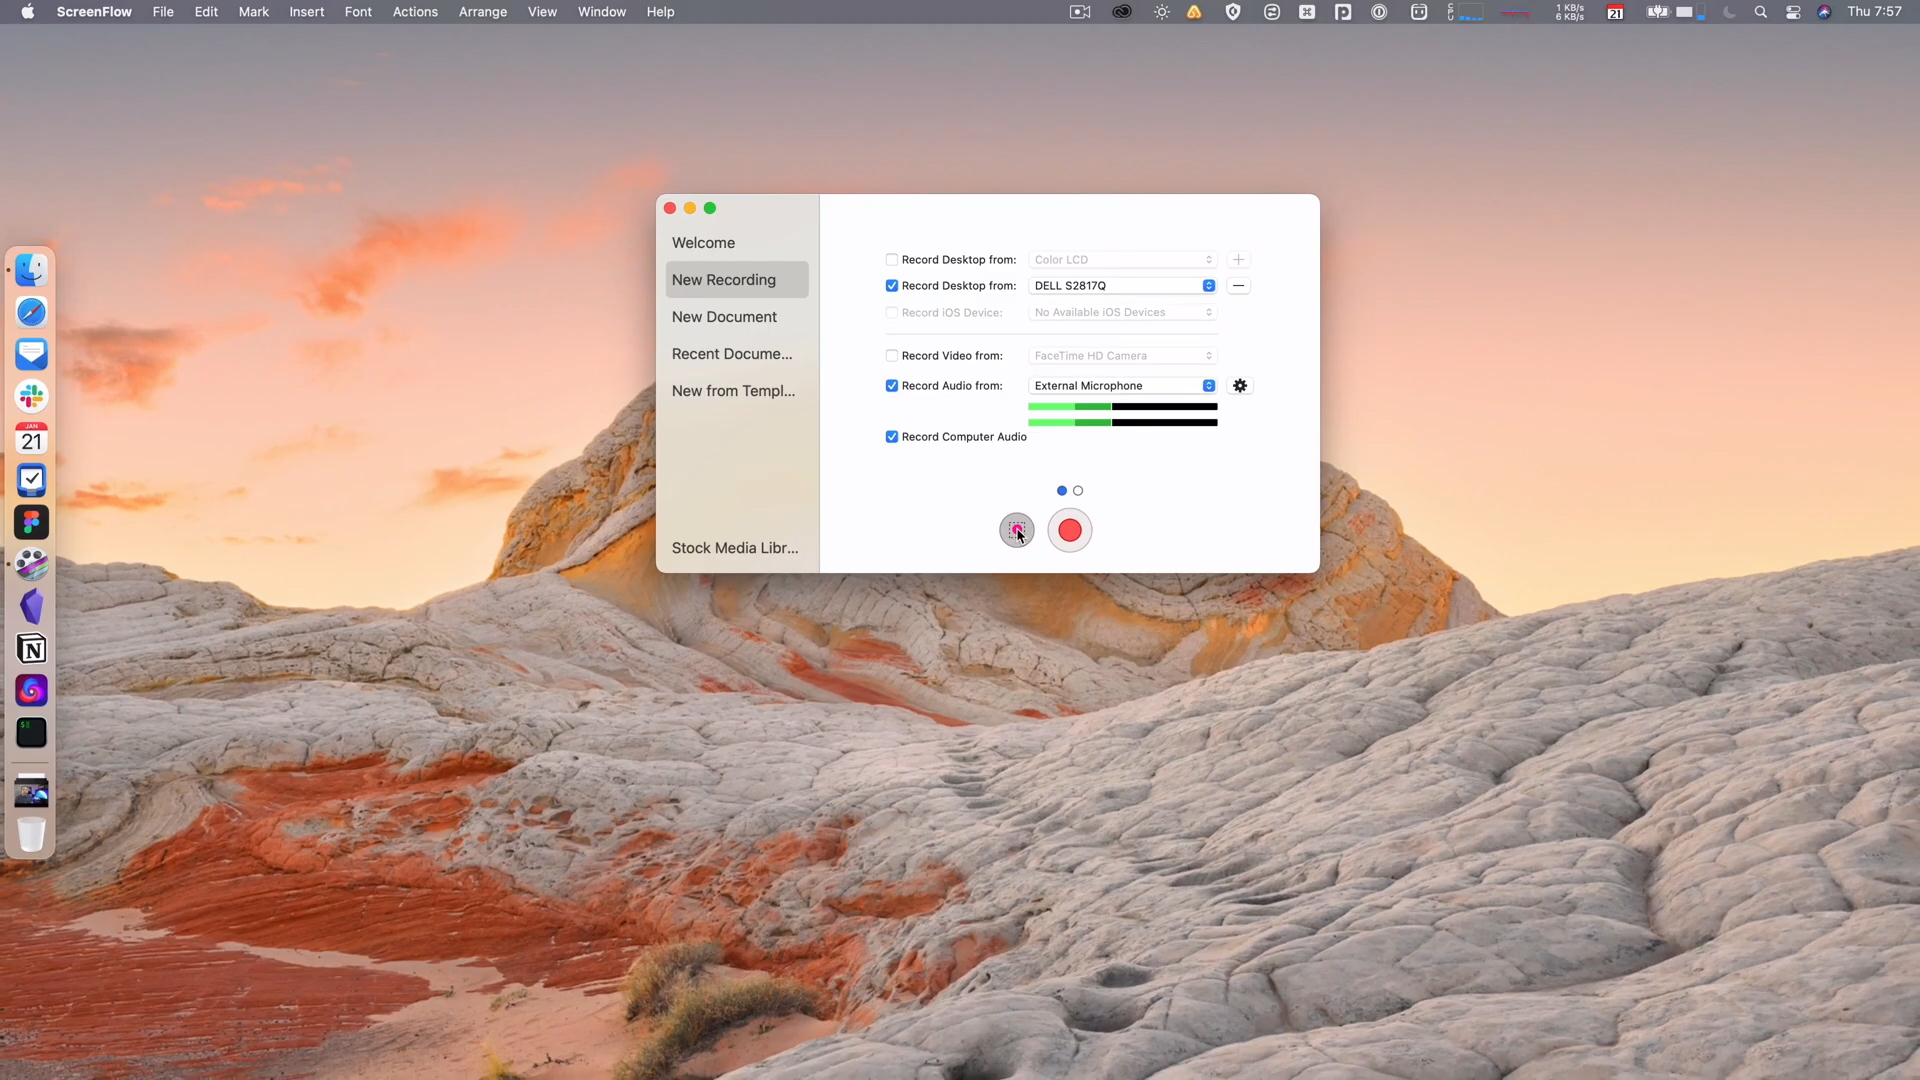 ScreenFlow File Edit Mark Insert Font Actions Arrange View Window Help
CPU 1 KB/s 6 KB/s 21 Thu 7:57
Welcome
New Recording
New Document
Recent Docume...
New from Templ...
Stock Media Libr...
Record Desktop from: Color LCD
Record Desktop from: DELL S2817Q
Record iOS Device: No Available iOS Devices
Record Video from: FaceTime HD Camera
Record Audio from: External Microphone
Record Computer Audio
JAN
21